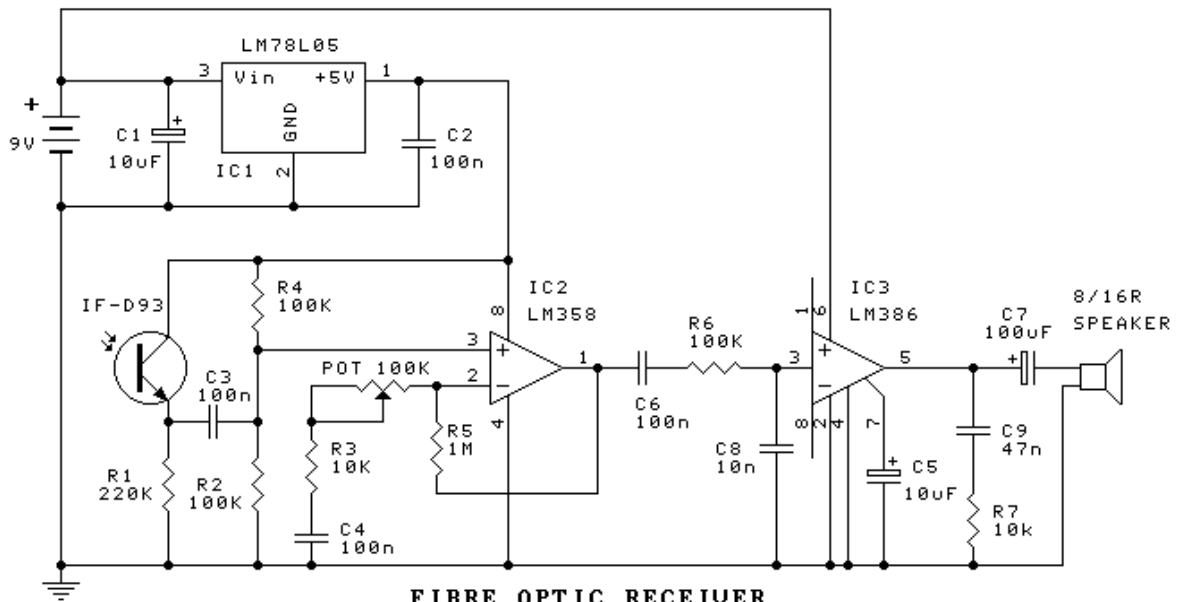 LM78L05
3
Vin
+5V
1
GND
2
IC1
+
9V
C1
+
10uF
C2
100n
IF-D93
R4
100K
8
IC2
LM358
3
+
POT 100K
2
-
1
4
C3
100n
R5
1M
R3
10K
R1
220K
R2
100K
C4
100n
R6
100K
C6
100n
C8
10n
IC3
LM386
1
6
3
+
-
5
8
2
4
7
+
C5
10uF
C7
100uF
+
8/16R
SPEAKER
C9
47n
R7
10k
FIBRE OPTIC RECEIVER